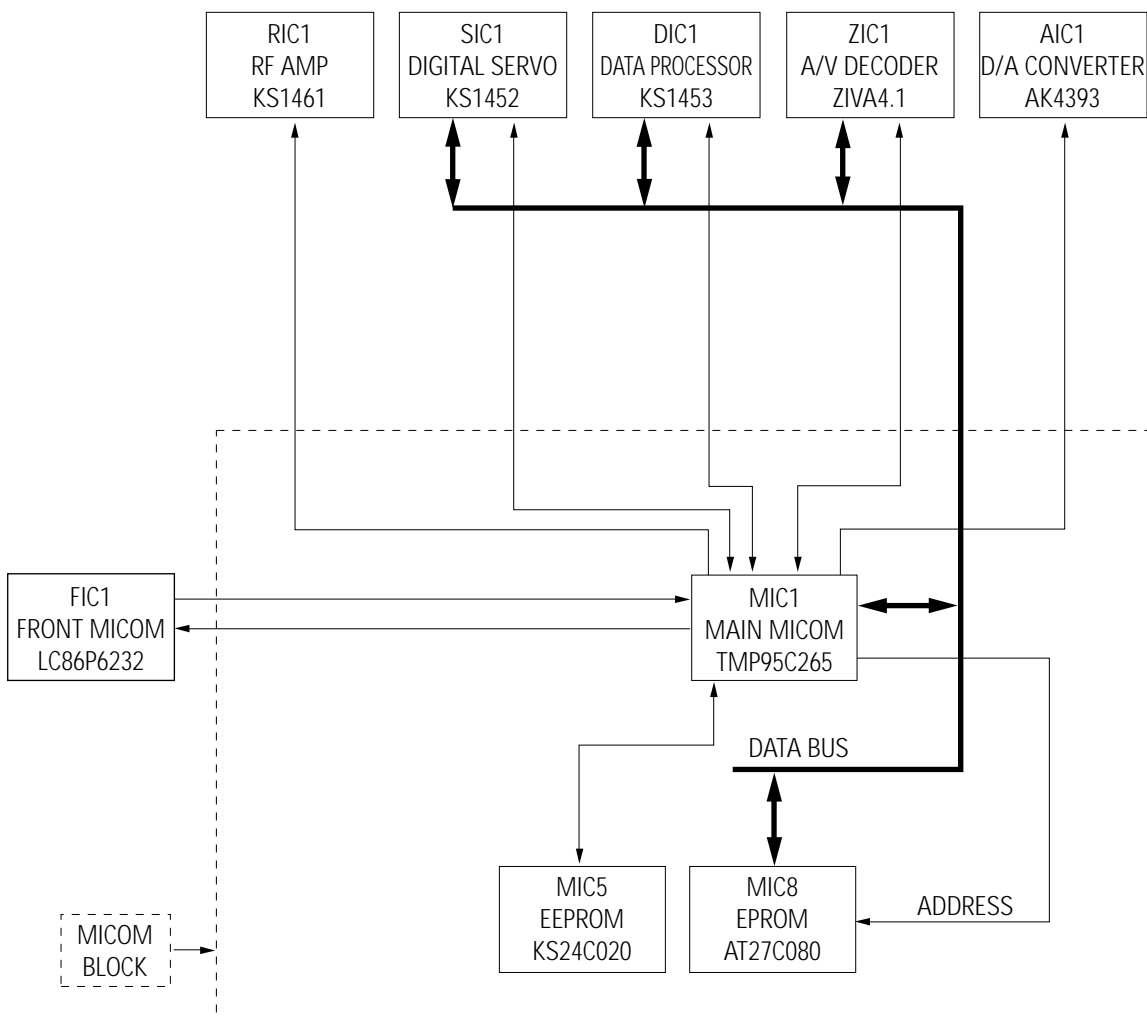 RIC1
RF AMP
KS1461
SIC1
DIGITAL SERVO
KS1452
DIC1
DATA PROCESSOR
KS1453
ZIC1
A/V DECODER
ZIVA4.1
AIC1
D/A CONVERTER
AK4393
FIC1
FRONT MICOM
LC86P6232
MIC1
MAIN MICOM
TMP95C265
DATA BUS
MIC5
EEPROM
KS24C020
MIC8
EPROM
AT27C080
ADDRESS
MICOM
BLOCK